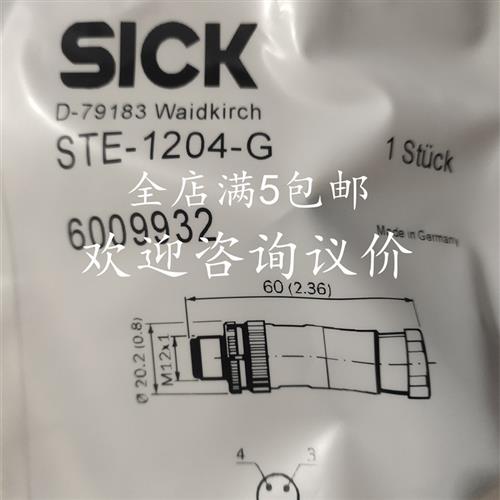 SICK
D-79183 Waidkirch
STE-1204-G
1 Stück
全店满5包邮
6009932
Made in Germany
欢迎咨询议价
60 (2.36)
Ø 20.2 (0.8)
M12x1
4
3